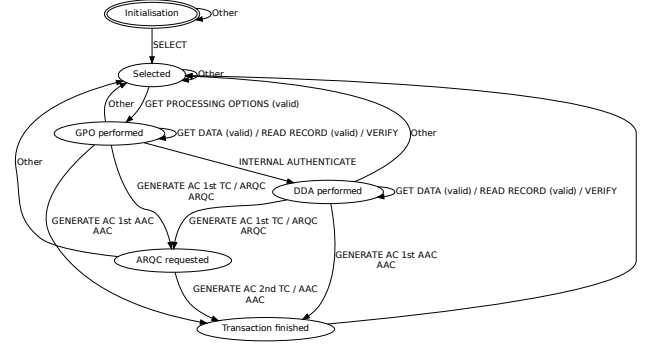 Initialisation
Other
SELECT
Selected
Other
Other
GET PROCESSING OPTIONS (valid)
GPO performed
GET DATA (valid) / READ RECORD (valid) / VERIFY
Other
Other
INTERNAL AUTHENTICATE
GENERATE AC 1st TC / ARQC
ARQC
DDA performed
GET DATA (valid) / READ RECORD (valid) / VERIFY
GENERATE AC 1st AAC
AAC
GENERATE AC 1st TC / ARQC
ARQC
GENERATE AC 1st AAC
AAC
ARQC requested
GENERATE AC 2nd TC / AAC
AAC
Transaction finished